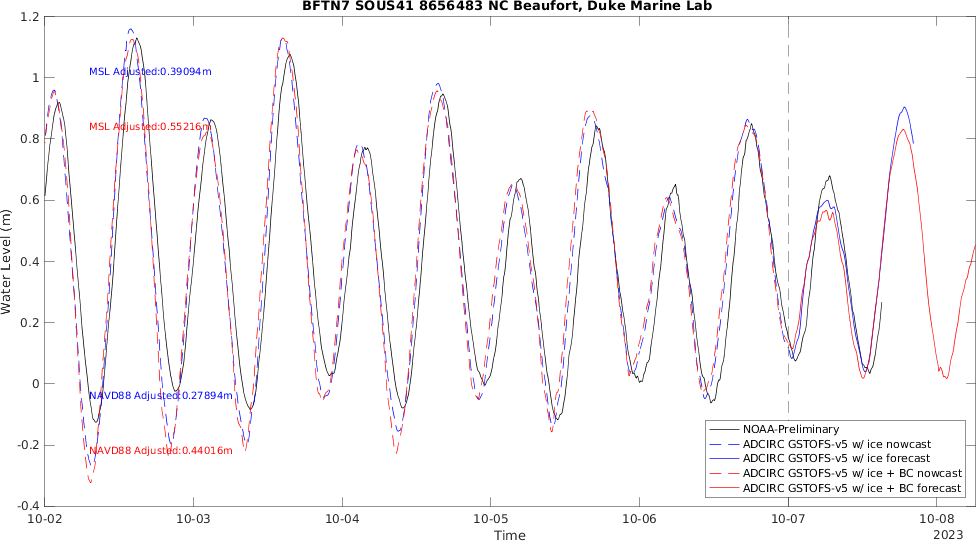 BFTN7 SOUS41 8656483 NC Beaufort, Duke Marine Lab
1.2
1
0.8
0.6
0.4
0.2
0
-0.2
-0.4
Water Level (m)
MSL Adjusted:0.39094m
MSL Adjusted:0.55216m
NAVD88 Adjusted:0.27894m
NAVD88 Adjusted:0.44016m
NOAA-Preliminary
ADCIRC GSTOFS-v5 w/ ice nowcast
ADCIRC GSTOFS-v5 w/ ice forecast
ADCIRC GSTOFS-v5 w/ ice + BC nowcast
ADCIRC GSTOFS-v5 w/ ice + BC forecast
10-02 10-03 10-04 10-05 10-06 10-07 10-08
Time
2023